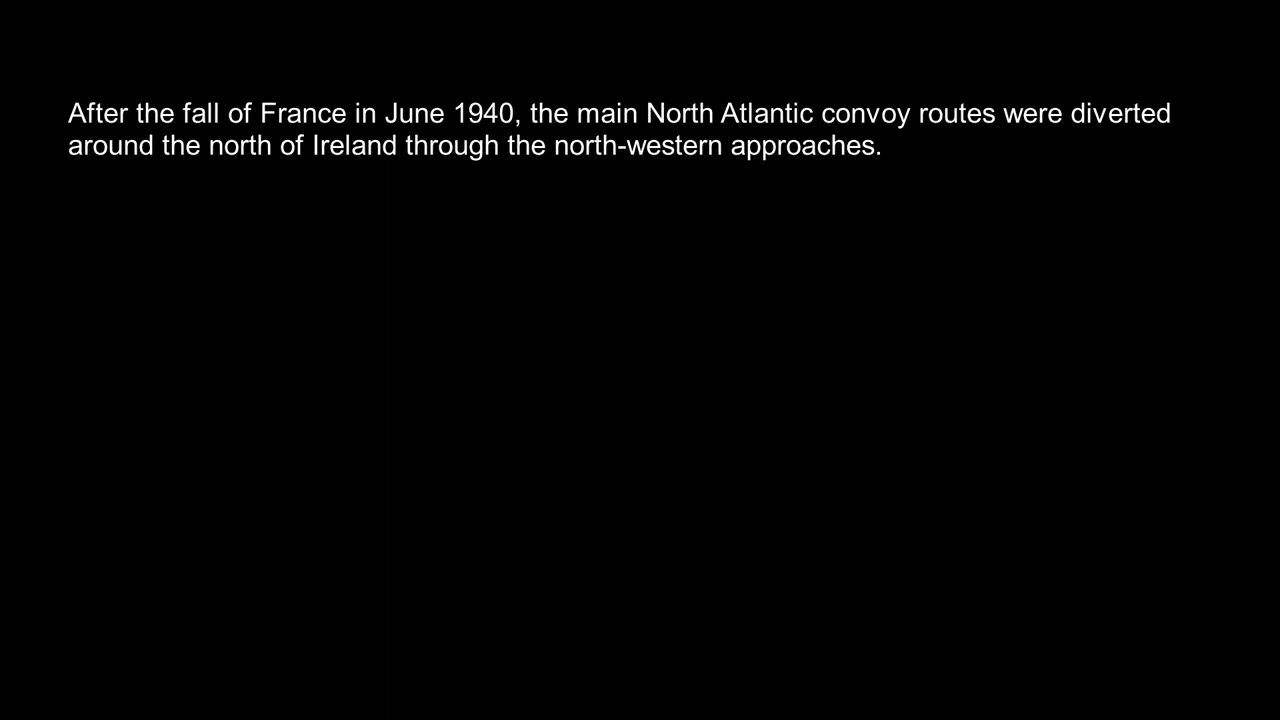 After the fall of France in June 1940, the main North Atlantic convoy routes were diverted
around the north of Ireland through the north-western approaches.